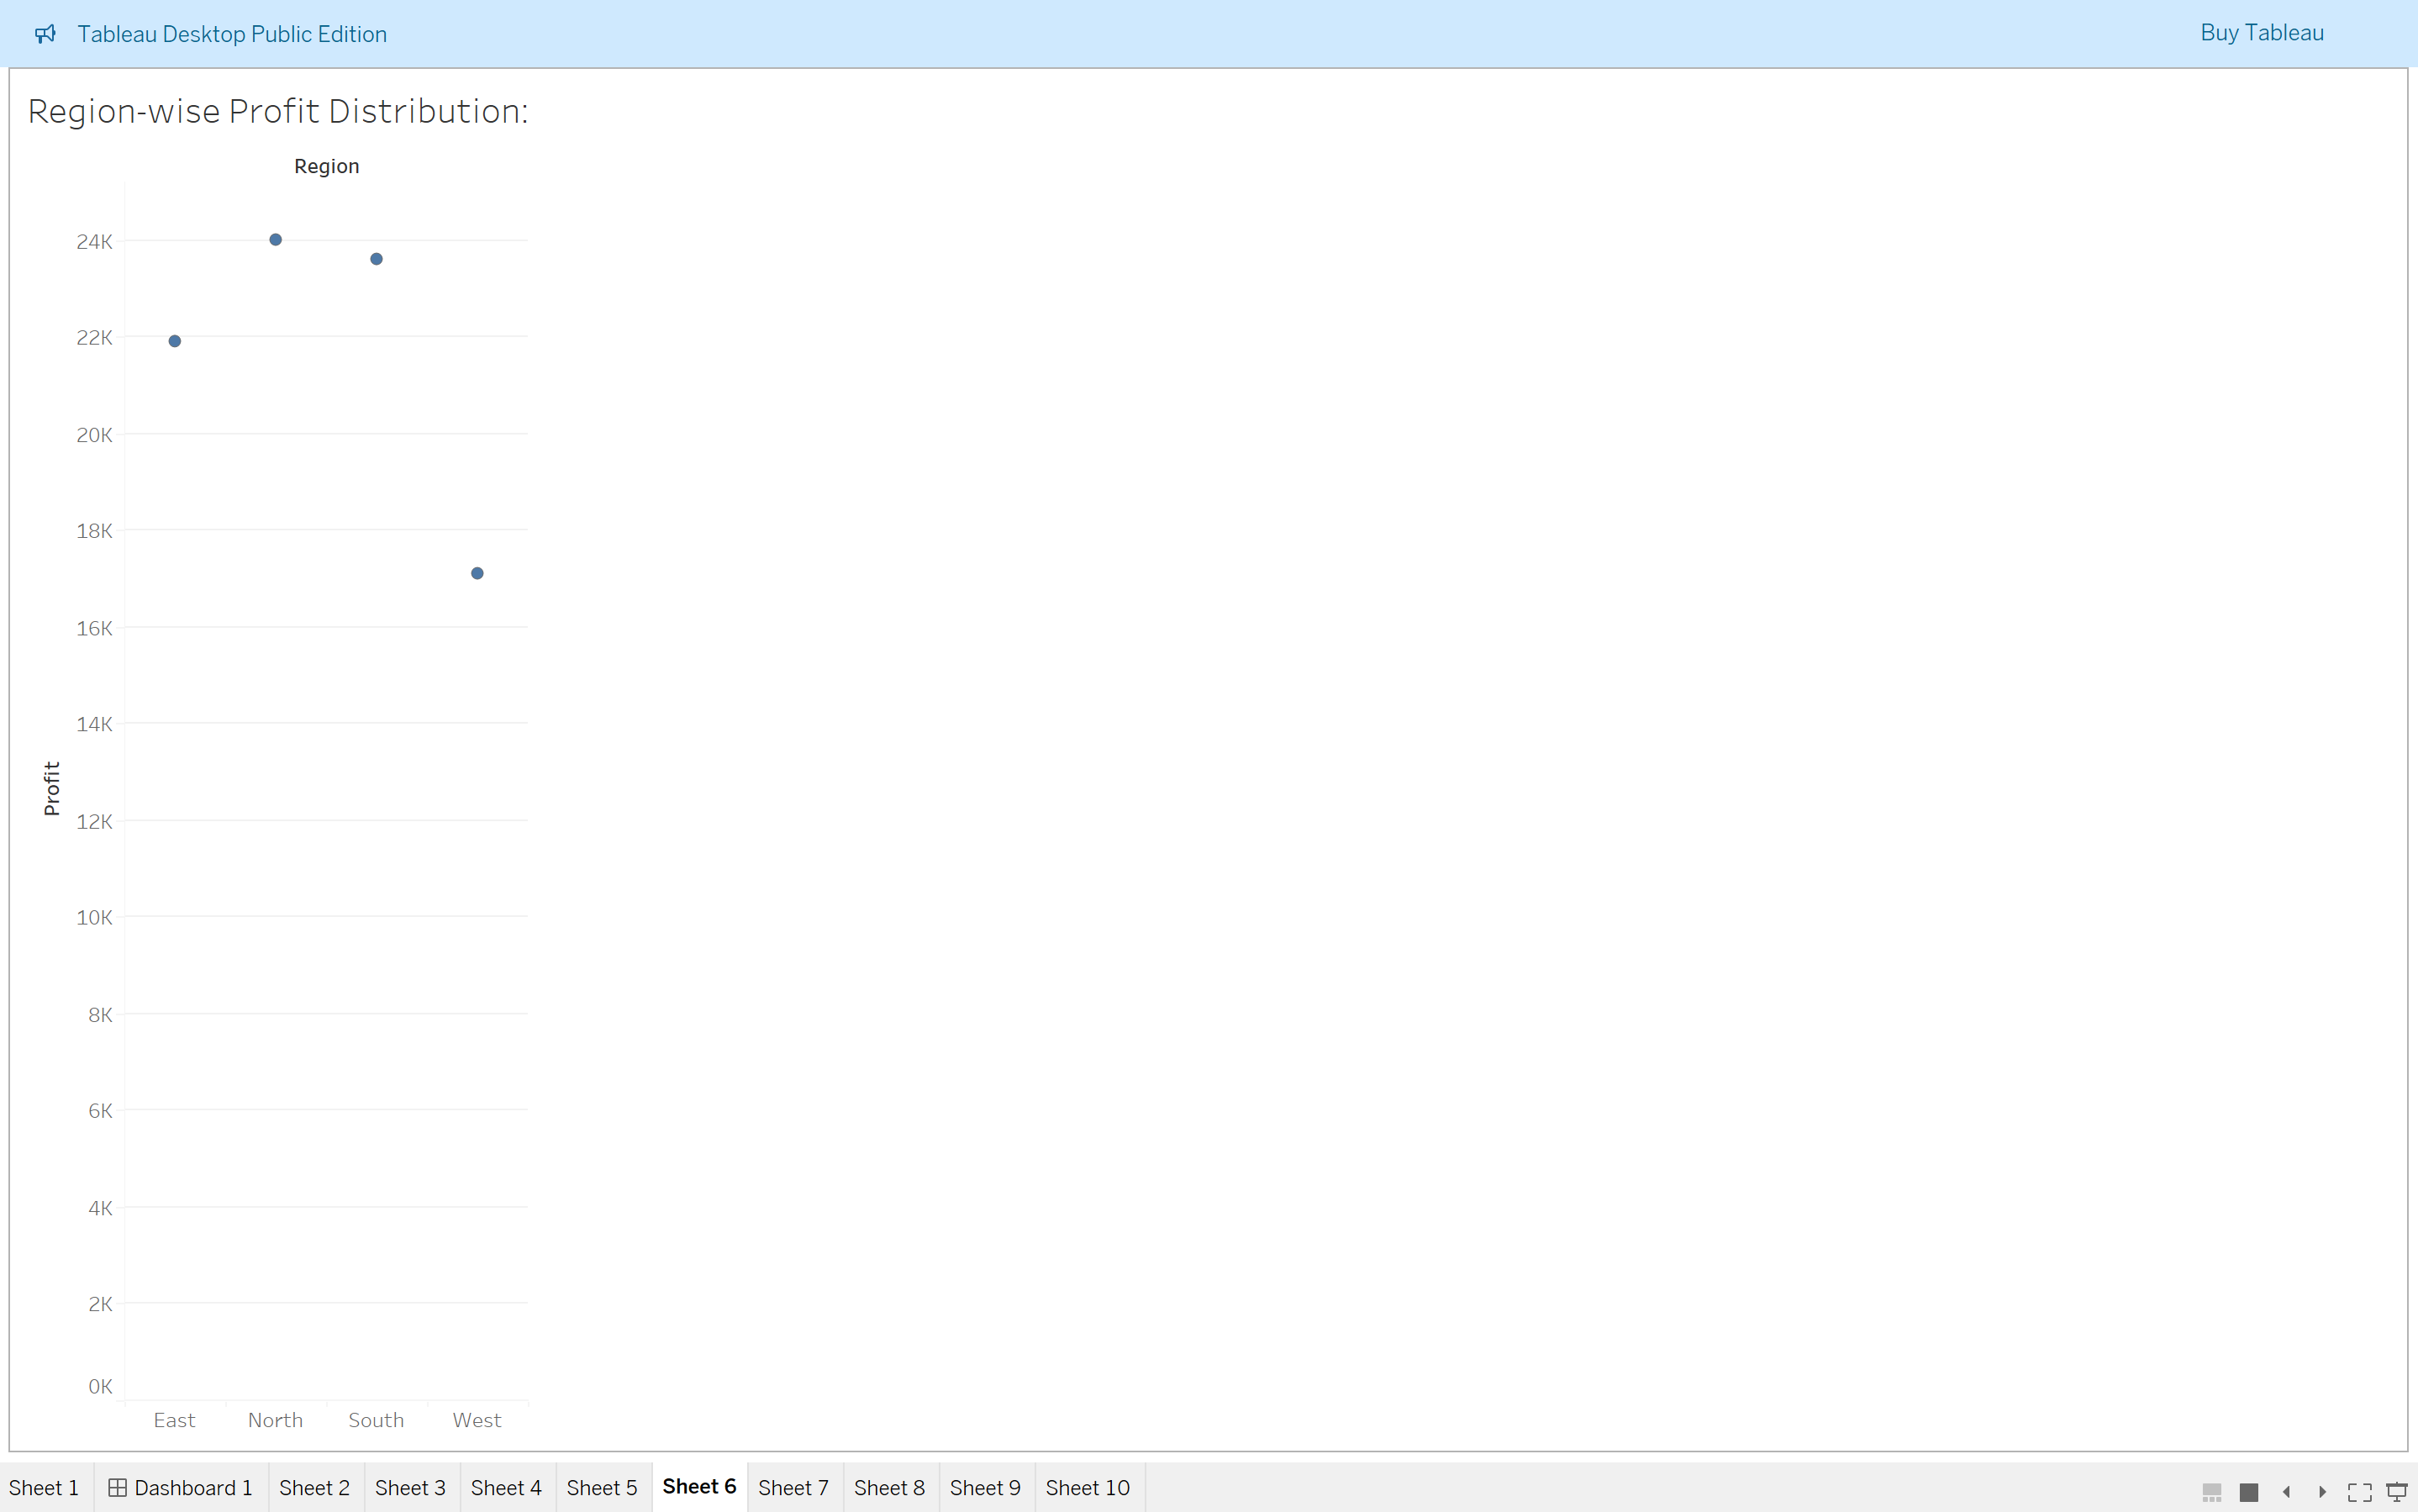 Tableau Desktop Public Edition
Buy Tableau
Region-wise Profit Distribution:
Region
24K
22K
20K
18K
16K
14K
Profit
12K
10K
8K
6K
4K
2K
0K
East North South West
Sheet 1 Dashboard 1 Sheet 2 Sheet 3 Sheet 4 Sheet 5 Sheet 6 Sheet 7 Sheet 8 Sheet 9 Sheet 10